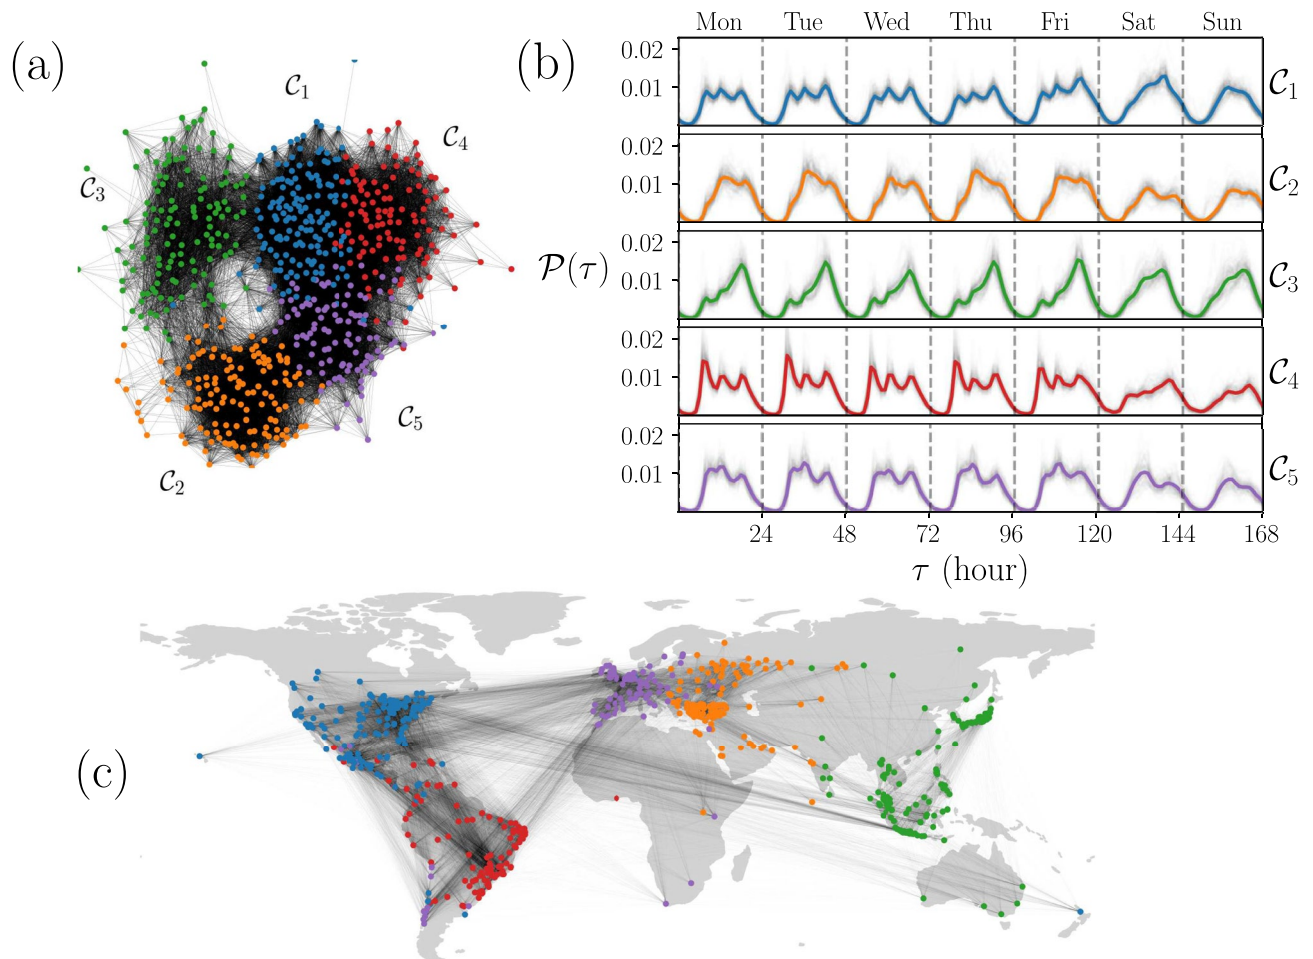 (a)
C₁
C₄
C₃
C₅
C₂
(b)
Mon Tue Wed Thu Fri Sat Sun
0.02
0.01
C₁
0.02
0.01
C₂
P(τ)
0.02
0.01
C₃
0.02
0.01
C₄
0.02
0.01
C₅
24 48 72 96 120 144 168
τ (hour)
(c)